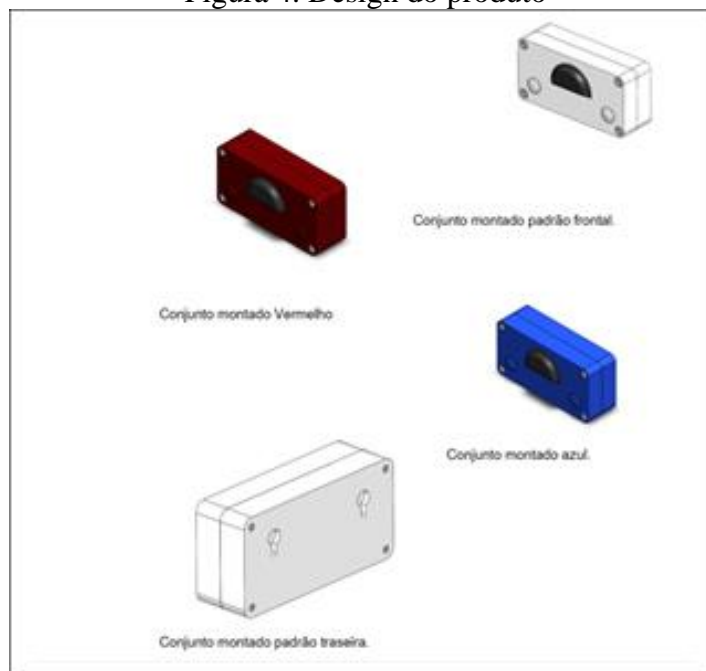 Figura 4. Design do produto
Conjunto montado padrão frontal.
Conjunto montado Vermelho
Conjunto montado azul.
Conjunto montado padrão traseira.